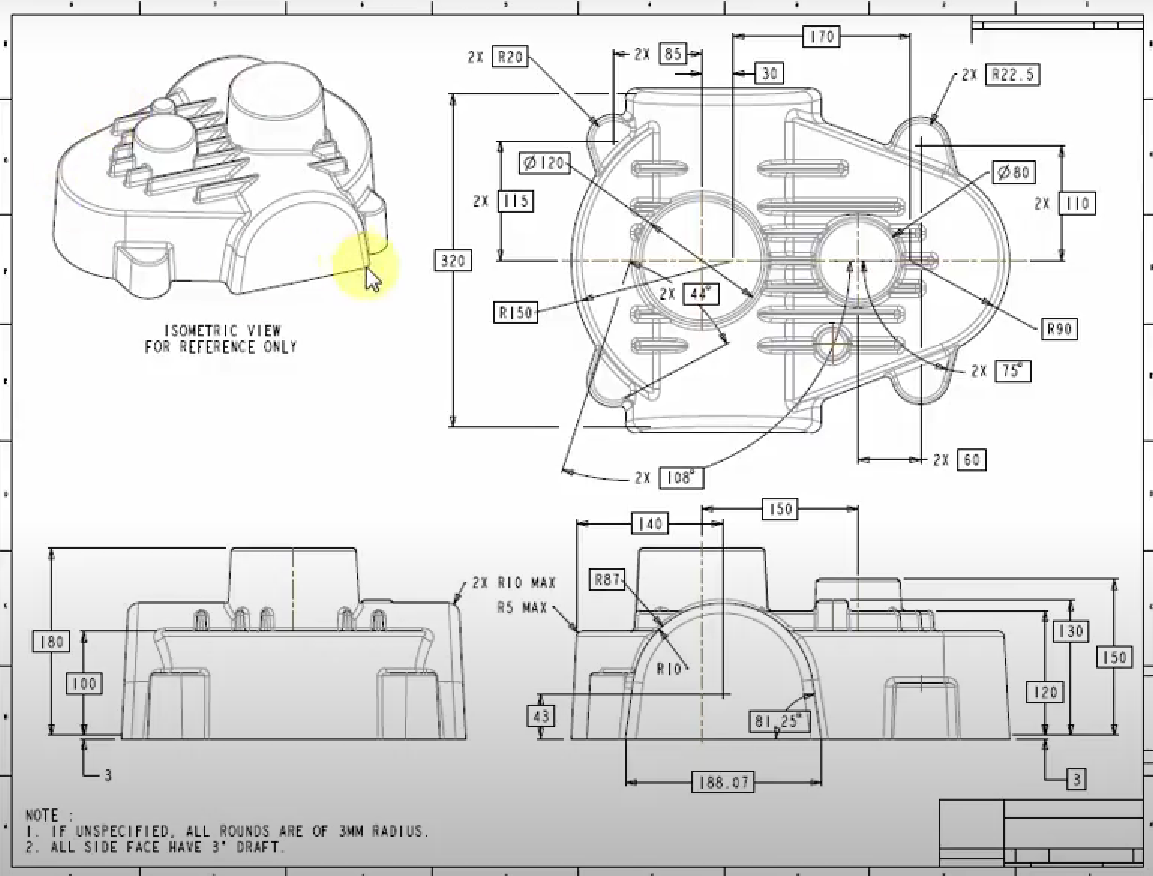 170
2X R20
2X 85
30
2X R22.5
Ø120
Ø80
2X 115
2X 110
320
2X 44°
R150
R90
2X 75°
2X 60
2X 108°
ISOMETRIC VIEW
FOR REFERENCE ONLY
150
140
2X R10 MAX
R87
R5 MAX
180
130
150
R10
100
120
43
81.25°
3
188.07
3
NOTE :
1. IF UNSPECIFIED, ALL ROUNDS ARE OF 3MM RADIUS.
2. ALL SIDE FACE HAVE 3° DRAFT.